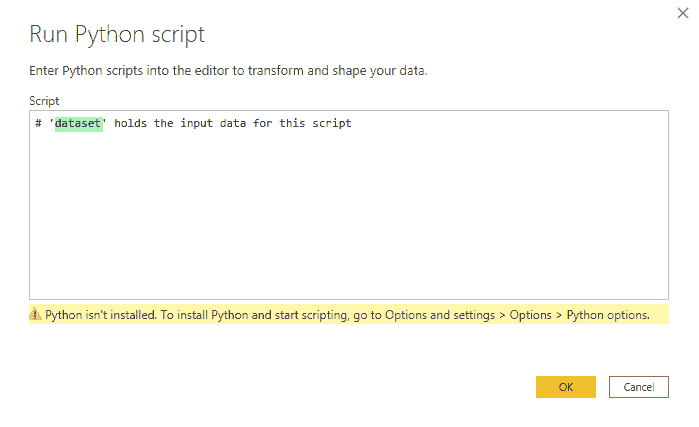 Run Python script
Enter Python scripts into the editor to transform and shape your data.
Script
# 'dataset' holds the input data for this script
Python isn't installed. To install Python and start scripting, go to Options and settings > Options > Python options.
OK
Cancel